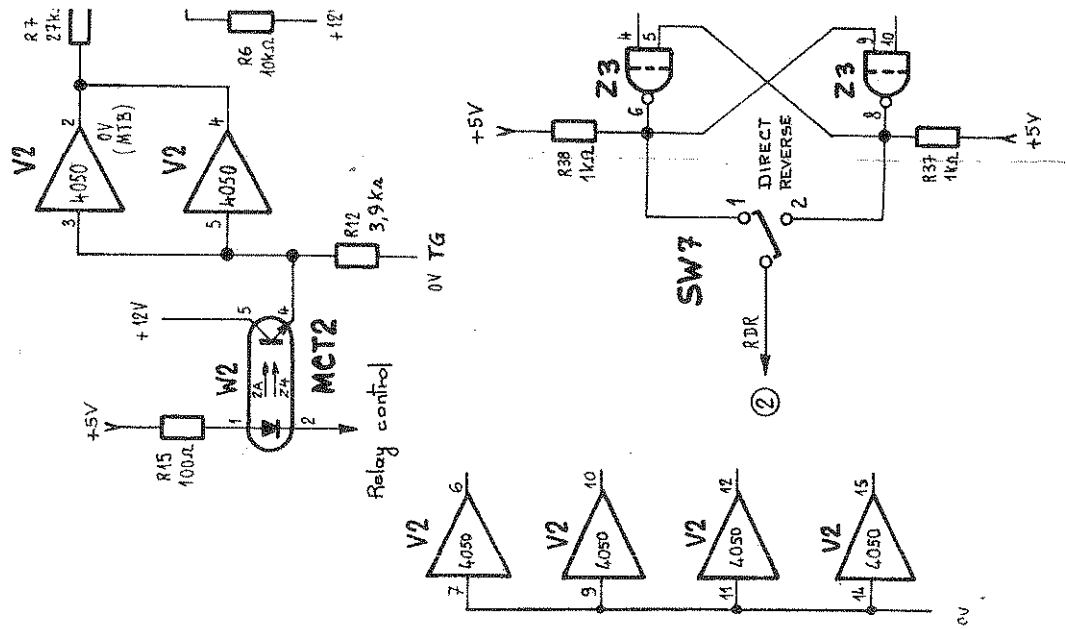 R7
27k
R6
10kΩ
+12
V2
4050
3
2
0V
(MTB)
V2
4050
5
4
R12
3,9kΩ
0V TG
+12V
5
4
W2
2A
24
MCT2
1
2
+5V
R15
100Ω
Relay control
4
5
Z3
6
9
10
Z3
8
+5V
R38
1kΩ
DIRECT
REVERSE
R37
1kΩ
+5V
1
2
SW7
RDR
2
V2
4050
7
6
V2
4050
9
10
V2
4050
11
12
V2
4050
14
15
0V